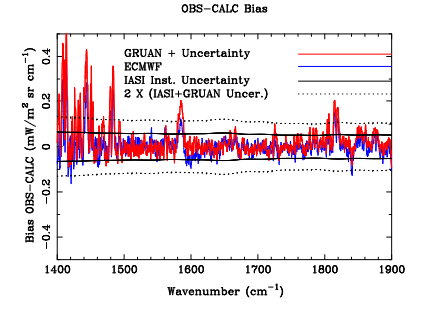 OBS-CALC Bias
GRUAN + Uncertainty
ECMWF
IASI Inst. Uncertainty
2 X (IASI+GRUAN Uncer.)
Bias OBS-CALC (mW/m² sr cm⁻¹)
0.4
0.2
0
-0.2
-0.4
1400 1500 1600 1700 1800 1900
Wavenumber (cm⁻¹)